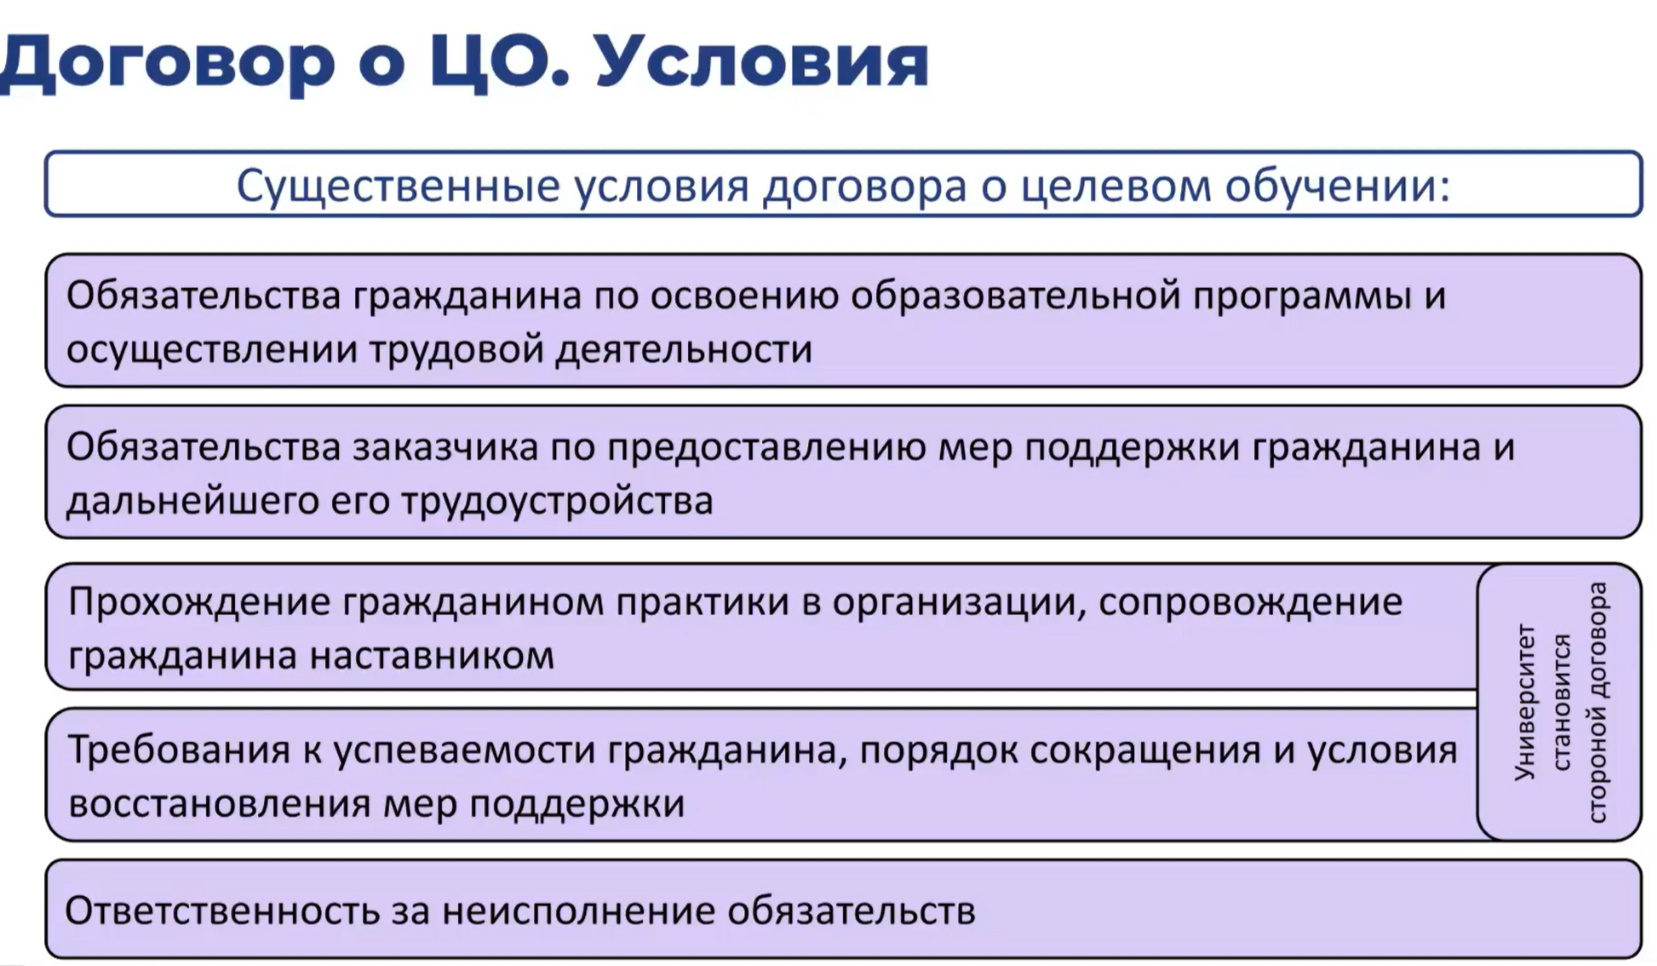 Договор о ЦО. Условия
Существенные условия договора о целевом обучении:
Обязательства гражданина по освоению образовательной программы и
осуществлении трудовой деятельности
Обязательства заказчика по предоставлению мер поддержки гражданина и
дальнейшего его трудоустройства
Прохождение гражданином практики в организации, сопровождение
гражданина наставником
Требования к успеваемости гражданина, порядок сокращения и условия
восстановления мер поддержки
Университет
становится
стороной договора
Ответственность за неисполнение обязательств